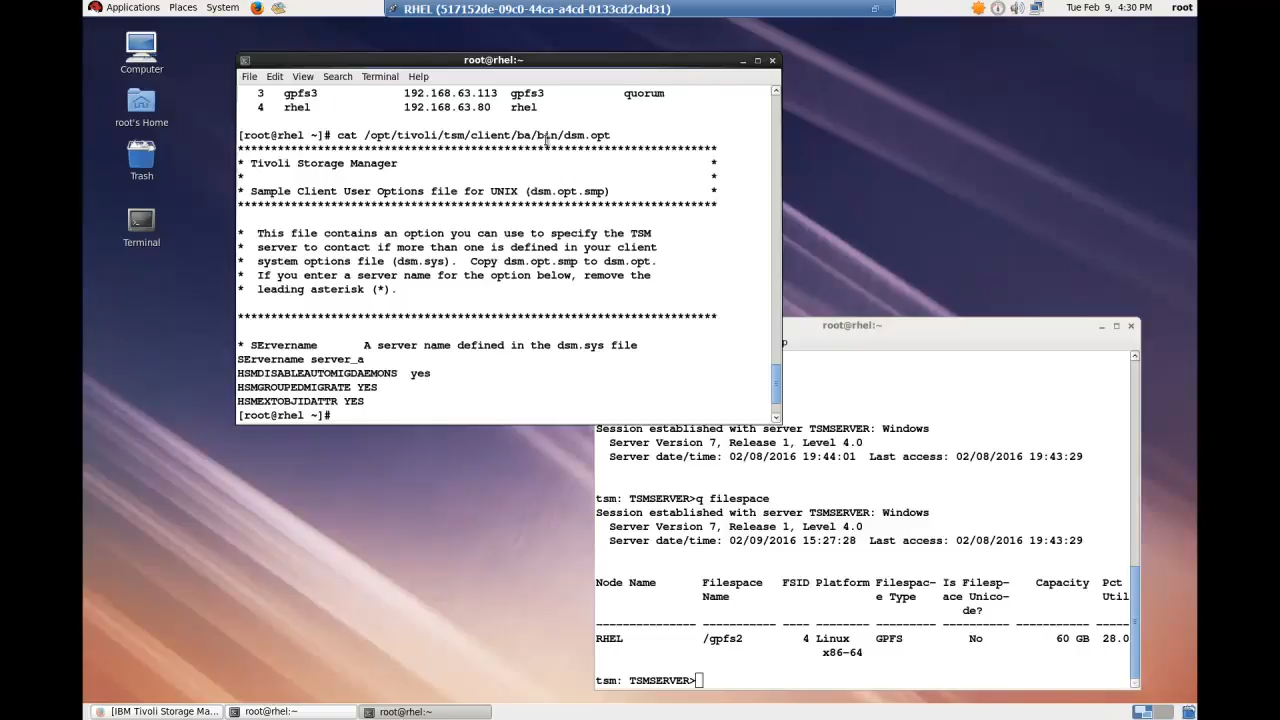 Applications Places System
RHEL (517152de-09c0-44ca-a4cd-0133cd2cbd31)
Tue Feb 9, 4:30 PM root
Computer
root's Home
Trash
Terminal
root@rhel:~
File Edit View Search Terminal Help
3 gpfs3 192.168.63.113 gpfs3 quorum
4 rhel 192.168.63.80 rhel
[root@rhel ~]# cat /opt/tivoli/tsm/client/ba/bin/dsm.opt
************************************************************************
* Tivoli Storage Manager *
* *
* Sample Client User Options file for UNIX (dsm.opt.smp) *
************************************************************************
* This file contains an option you can use to specify the TSM
* server to contact if more than one is defined in your client
* system options file (dsm.sys). Copy dsm.opt.smp to dsm.opt.
* If you enter a server name for the option below, remove the
* leading asterisk (*).
************************************************************************
* SErvername A server name defined in the dsm.sys file
SErvername server_a
HSMDISABLEAUTOMIGDAEMONS yes
HSMGROUPEDMIGRATE YES
HSMEXTOBJIDATTR YES
[root@rhel ~]#
root@rhel:~
Session established with server TSMSERVER: Windows
Server Version 7, Release 1, Level 4.0
Server date/time: 02/08/2016 19:44:01 Last access: 02/08/2016 19:43:29
tsm: TSMSERVER>q filespace
Session established with server TSMSERVER: Windows
Server Version 7, Release 1, Level 4.0
Server date/time: 02/09/2016 15:27:28 Last access: 02/08/2016 19:43:29
Node Name Filespace FSID Platform Filespac- Is Filesp- Capacity Pct
Name e Type ace Unico- Util
de?
--------------- ----------- ---- -------- --------- ---------- ----------- -----
RHEL /gpfs2 4 Linux GPFS No 60 GB 28.0
x86-64
tsm: TSMSERVER>
[IBM Tivoli Storage Ma...
root@rhel:~
root@rhel:~